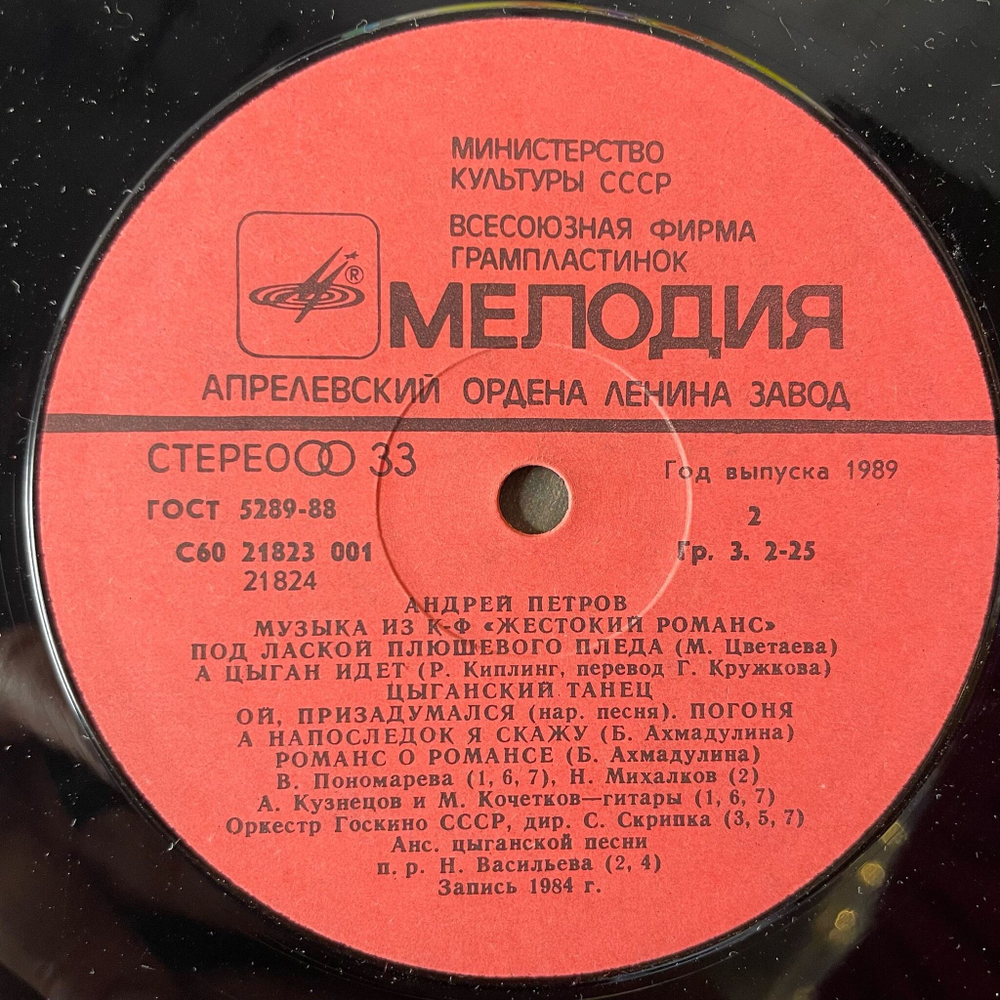 МИНИСТЕРСТВО
КУЛЬТУРЫ СССР
ВСЕСОЮЗНАЯ ФИРМА
ГРАМПЛАСТИНОК
®
МЕЛОДИЯ
АПРЕЛЕВСКИЙ ОРДЕНА ЛЕНИНА ЗАВОД
СТЕРЕО 33
Год выпуска 1989
ГОСТ 5289-88
2
С60 21823 001
Гр. 3. 2-25
21824
АНДРЕЙ ПЕТРОВ
МУЗЫКА ИЗ К-Ф «ЖЕСТОКИЙ РОМАНС»
ПОД ЛАСКОЙ ПЛЮШЕВОГО ПЛЕДА (М. Цветаева)
А ЦЫГАН ИДЕТ (Р. Киплинг, перевод Г. Кружкова)
ЦЫГАНСКИЙ ТАНЕЦ
ОЙ, ПРИЗАДУМАЛСЯ (нар. песня). ПОГОНЯ
А НАПОСЛЕДОК Я СКАЖУ (Б. Ахмадулина)
РОМАНС О РОМАНСЕ (Б. Ахмадулина)
В. Пономарева (1, 6, 7), Н. Михалков (2)
А. Кузнецов и М. Кочетков—гитары (1, 6, 7)
Оркестр Госкино СССР, дир. С. Скрипка (3, 5, 7)
Анс. цыганской песни
п. р. Н. Васильева (2, 4)
Запись 1984 г.